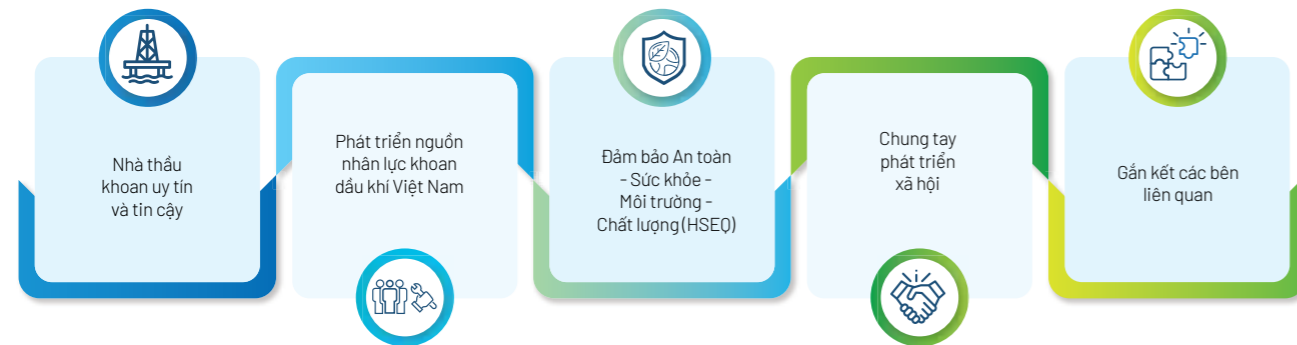 Nhà thầu
khoan uy tín
và tin cậy
Phát triển nguồn
nhân lực khoan
dầu khí Việt Nam
Đảm bảo An toàn
- Sức khỏe -
Môi trường -
Chất lượng (HSEQ)
Chung tay
phát triển
xã hội
Gắn kết các bên
liên quan